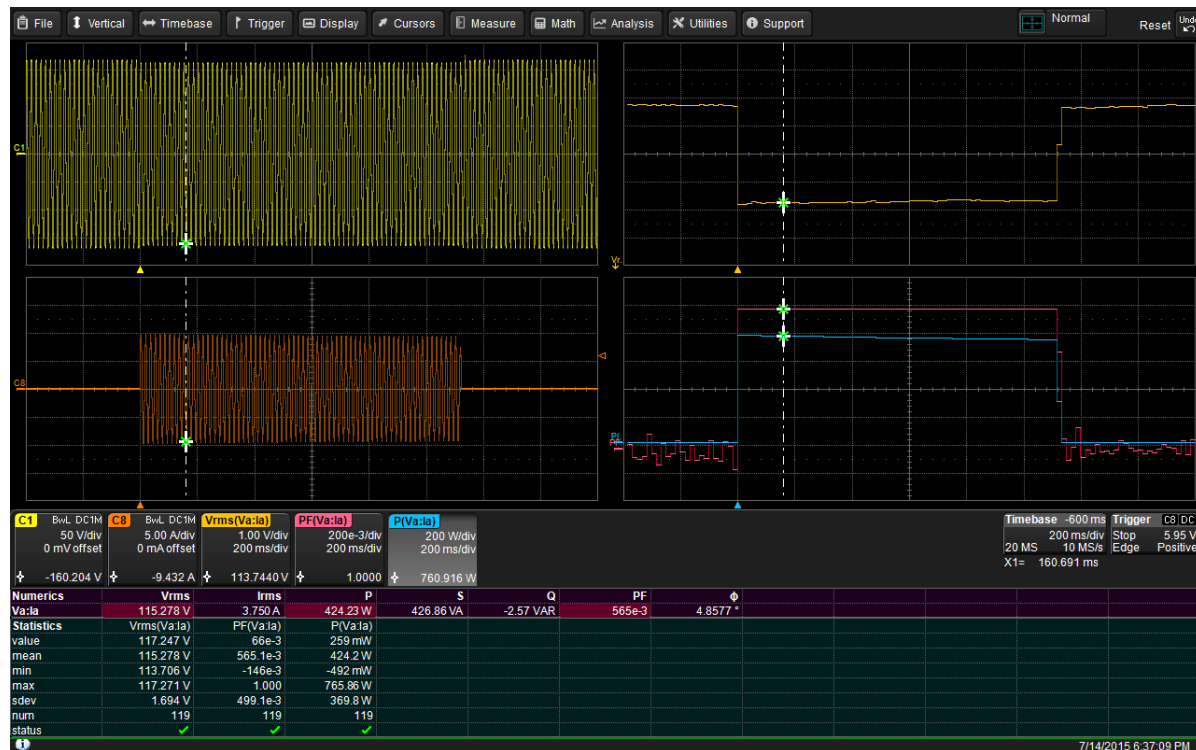 File Vertical Timebase Trigger Display Cursors Measure Math Analysis Utilities Support Normal Reset Undo
C1
Vr
C8
P(
C1 BwL DC1M C8 BwL DC1M Vrms(Va:Ia) PF(Va:Ia) P(Va:Ia) Timebase -600 ms Trigger C8 DC
50 V/div 5.00 A/div 1.00 V/div 200e-3/div 200 W/div 200 ms/div Stop 5.95 V
0 mV offset 0 mA offset 200 ms/div 200 ms/div 200 ms/div 20 MS 10 MS/s Edge Positive
X1= 160.691 ms
-160.204 V -9.432 A 113.7440 V 1.0000 760.916 W
Numerics Vrms Irms P S Q PF ϕ
Va:Ia 115.278 V 3.750 A 424.23 W 426.86 VA -2.57 VAR 565e-3 4.8577 °
Statistics Vrms(Va:Ia) PF(Va:Ia) P(Va:Ia)
value 117.247 V 66e-3 259 mW
mean 115.278 V 565.1e-3 424.2 W
min 113.706 V -146e-3 -492 mW
max 117.271 V 1.000 765.86 W
sdev 1.694 V 499.1e-3 369.8 W
num 119 119 119
status
7/14/2015 6:37:09 PM